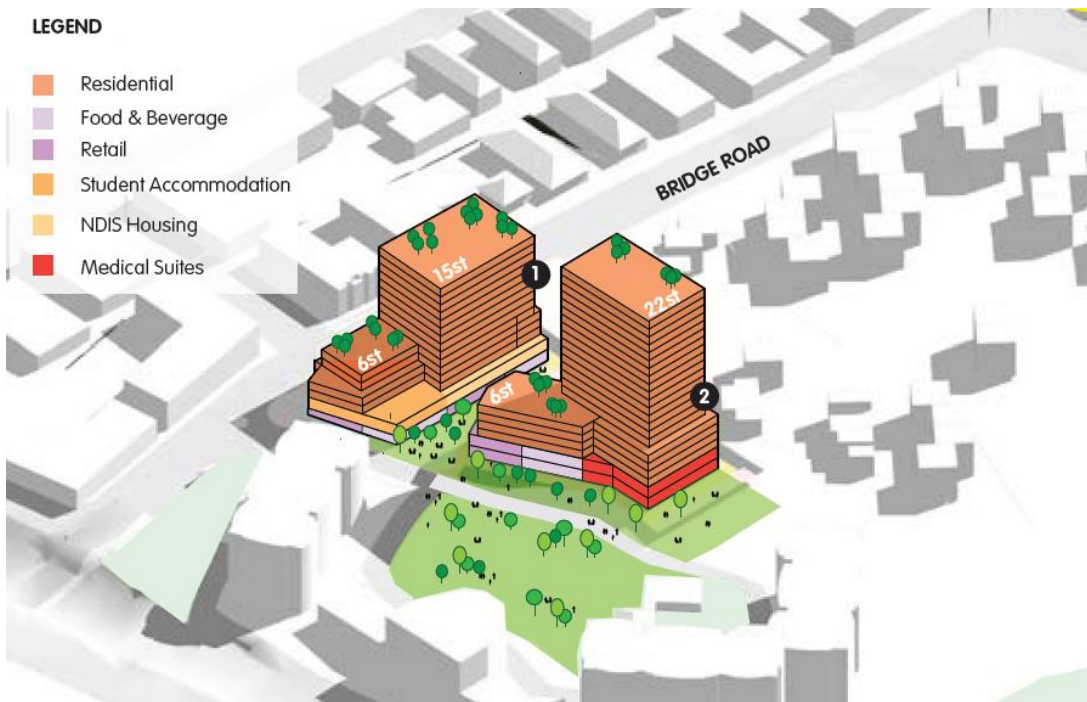 LEGEND
Residential
Food & Beverage
Retail
Student Accommodation
NDIS Housing
Medical Suites
BRIDGE ROAD
15st
1
22st
6st
6st
2